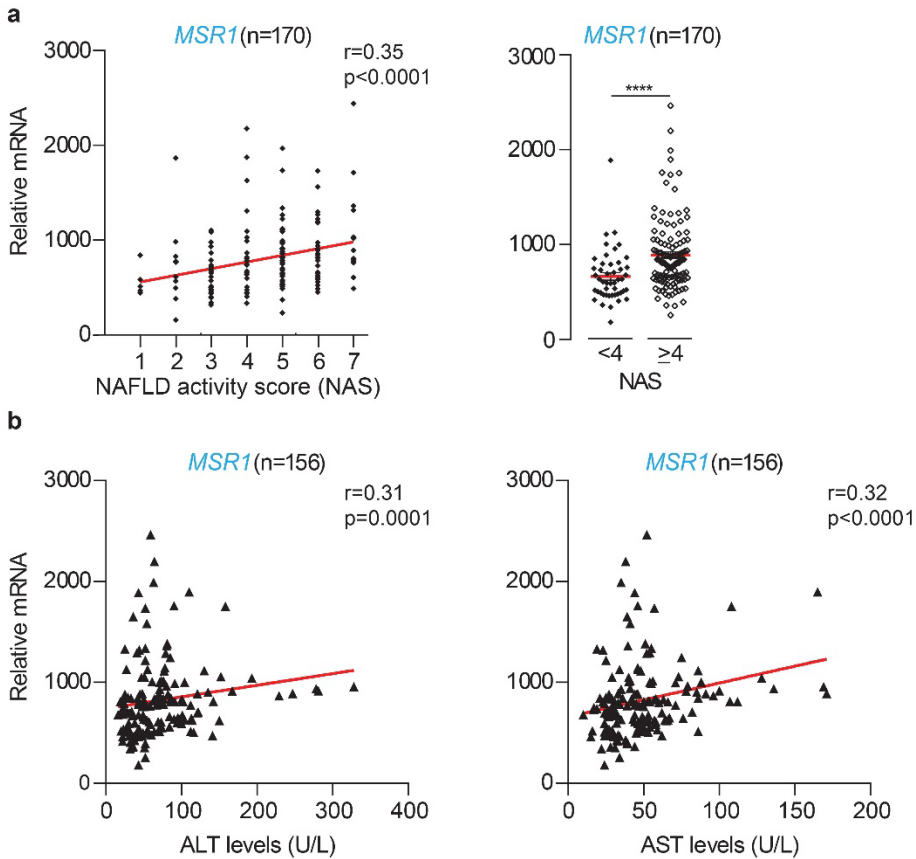 a
MSR1 (n=170)
r=0.35
p<0.0001
3000
2000
1000
0
Relative mRNA
1 2 3 4 5 6 7
NAFLD activity score (NAS)
MSR1 (n=170)
****
3000
2000
1000
0
<4 ≥4
NAS
b
MSR1 (n=156)
r=0.31
p=0.0001
3000
2000
1000
0
Relative mRNA
0 100 200 300 400
ALT levels (U/L)
MSR1 (n=156)
r=0.32
p<0.0001
3000
2000
1000
0
0 50 100 150 200
AST levels (U/L)